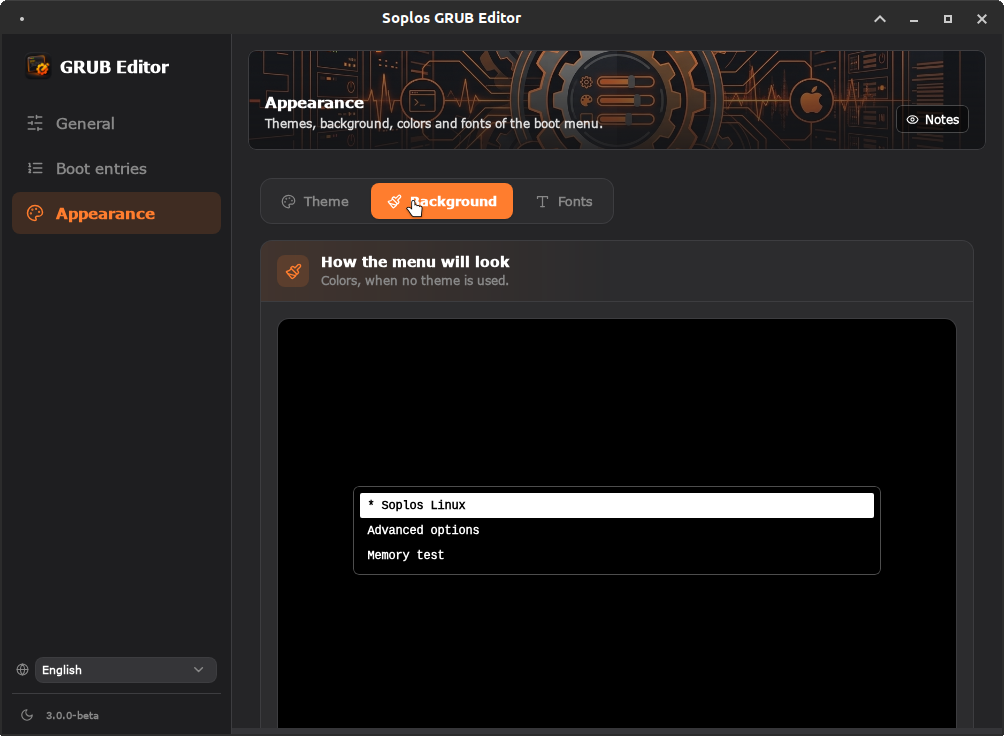 Soplos GRUB Editor
GRUB Editor
General
Boot entries
Appearance
English
3.0.0-beta
Appearance
Themes, background, colors and fonts of the boot menu.
Notes
Theme
Background
Fonts
How the menu will look
Colors, when no theme is used.
* Soplos Linux
Advanced options
Memory test